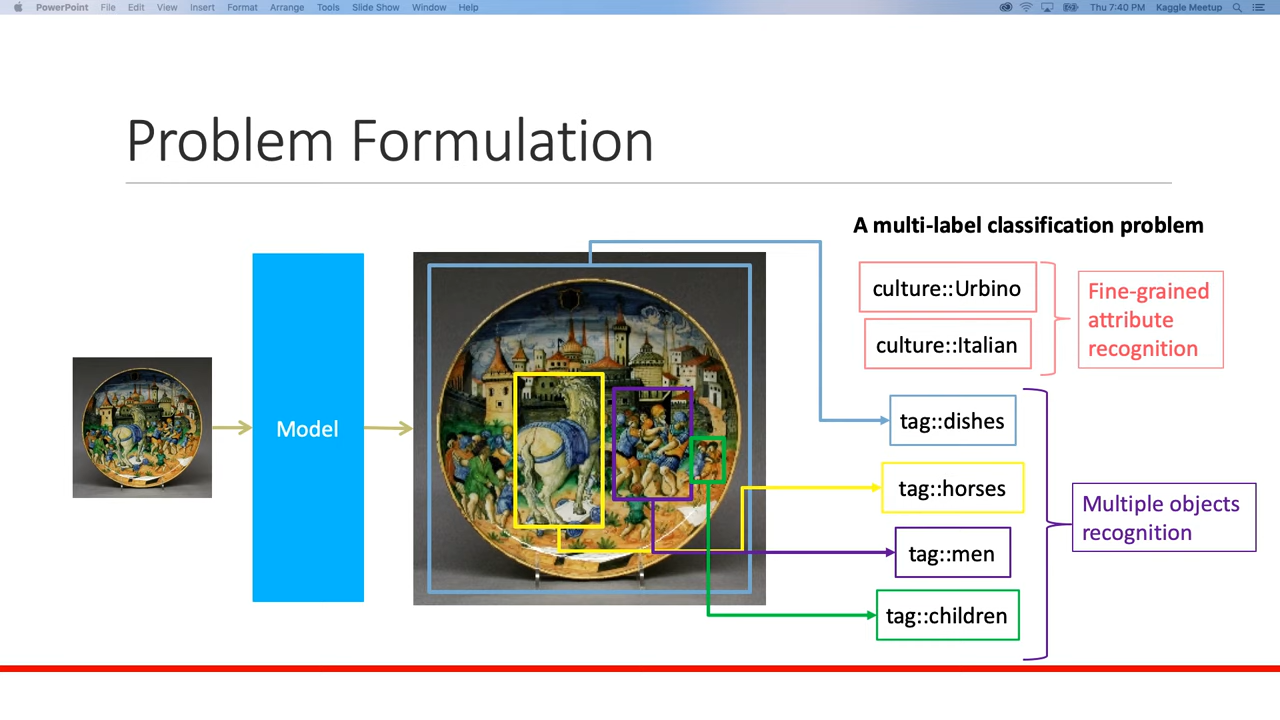 PowerPoint File Edit View Insert Format Arrange Tools Slide Show Window Help Thu 7:40 PM Kaggle Meetup
Problem Formulation
A multi-label classification problem
culture::Urbino
culture::Italian
Fine-grained
attribute
recognition
Model
tag::dishes
tag::horses
tag::men
tag::children
Multiple objects
recognition